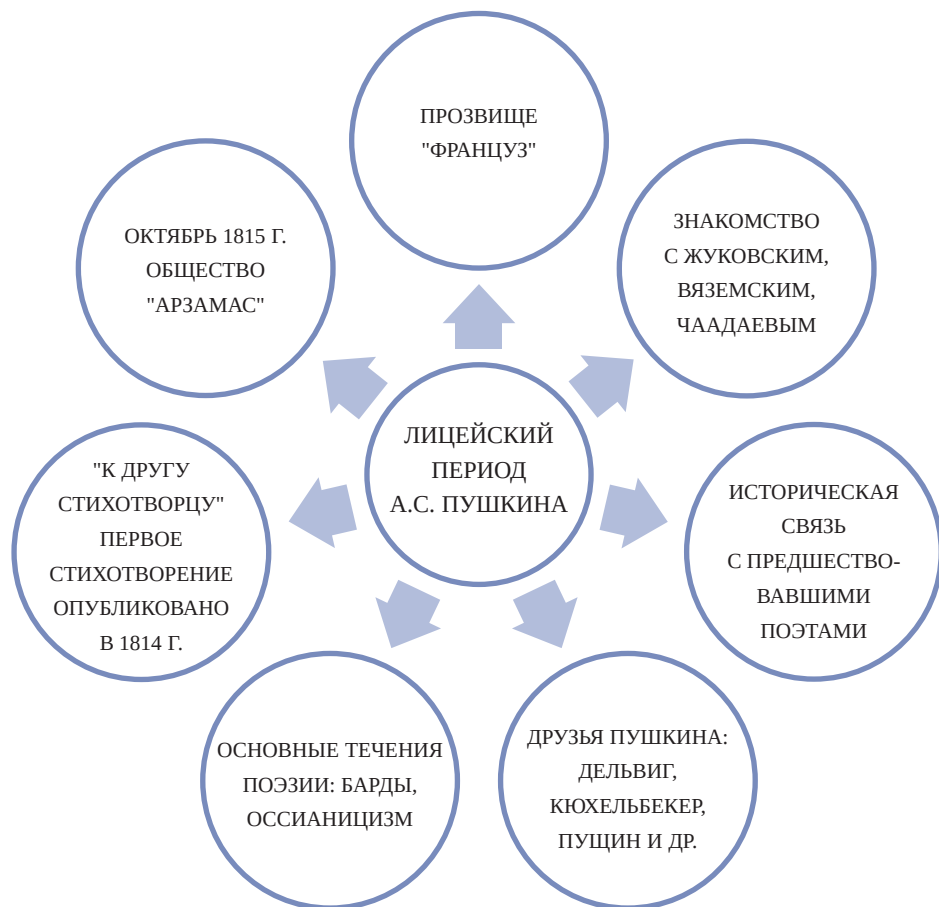 ПРОЗВИЩЕ
"ФРАНЦУЗ"
ЗНАКОМСТВО
С ЖУКОВСКИМ,
ВЯЗЕМСКИМ,
ЧААДАЕВЫМ
ИСТОРИЧЕСКАЯ
СВЯЗЬ
С ПРЕДШЕСТВО-
ВАВШИМИ
ПОЭТАМИ
ДРУЗЬЯ ПУШКИНА:
ДЕЛЬВИГ,
КЮХЕЛЬБЕКЕР,
ПУЩИН И ДР.
ОСНОВНЫЕ ТЕЧЕНИЯ
ПОЭЗИИ: БАРДЫ,
ОССИАНИЦИЗМ
"К ДРУГУ
СТИХОТВОРЦУ"
ПЕРВОЕ
СТИХОТВОРЕНИЕ
ОПУБЛИКОВАНО
В 1814 Г.
ОКТЯБРЬ 1815 Г.
ОБЩЕСТВО
"АРЗАМАС"
ЛИЦЕЙСКИЙ
ПЕРИОД
А.С. ПУШКИНА